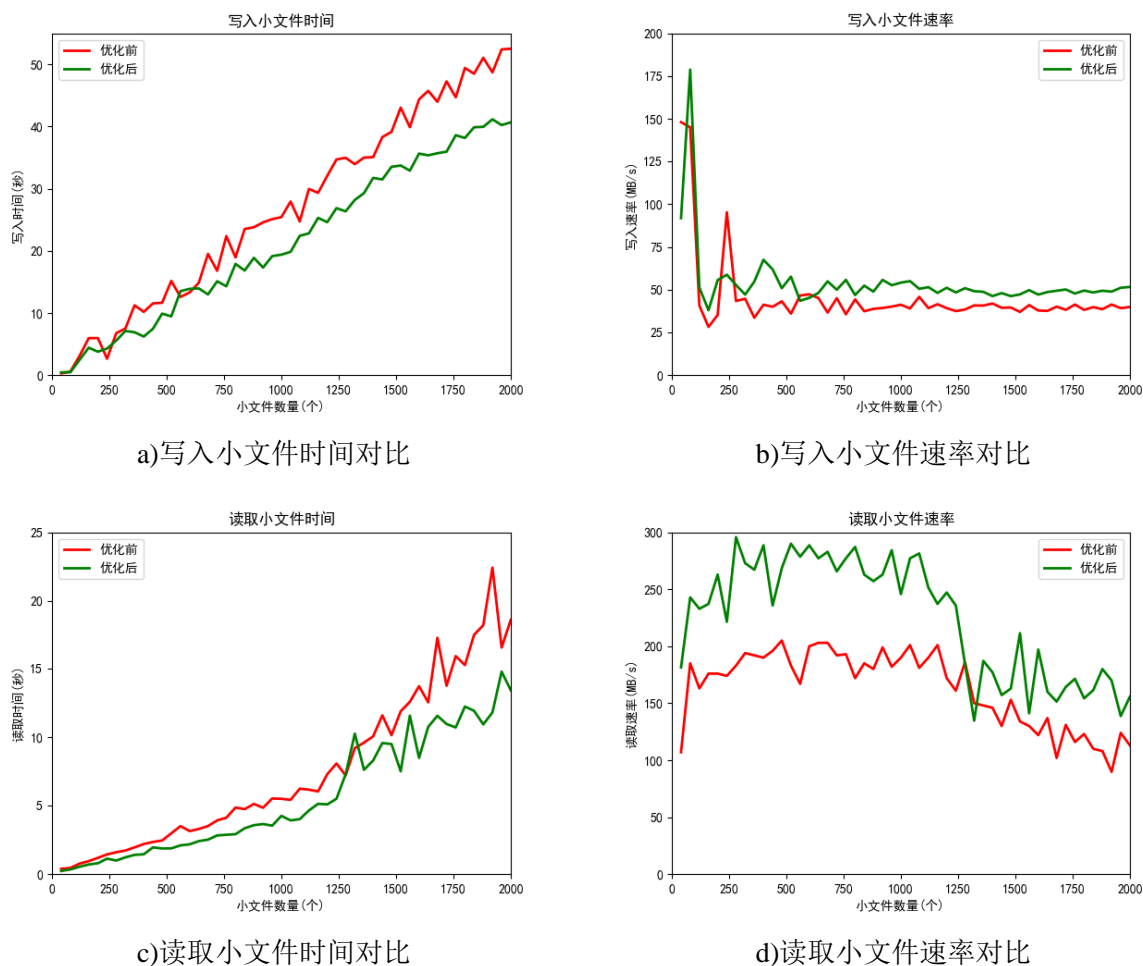 写入小文件时间
优化前
优化后
写入时间(秒)
50
40
30
20
10
0
0 250 500 750 1000 1250 1500 1750 2000
小文件数量(个)
a)写入小文件时间对比
写入小文件速率
优化前
优化后
写入速率(MB/s)
200
175
150
125
100
75
50
25
0
0 250 500 750 1000 1250 1500 1750 2000
小文件数量(个)
b)写入小文件速率对比
读取小文件时间
优化前
优化后
读取时间(秒)
25
20
15
10
5
0
0 250 500 750 1000 1250 1500 1750 2000
小文件数量(个)
c)读取小文件时间对比
读取小文件速率
优化前
优化后
读取速率(MB/s)
300
250
200
150
100
50
0
0 250 500 750 1000 1250 1500 1750 2000
小文件数量(个)
d)读取小文件速率对比